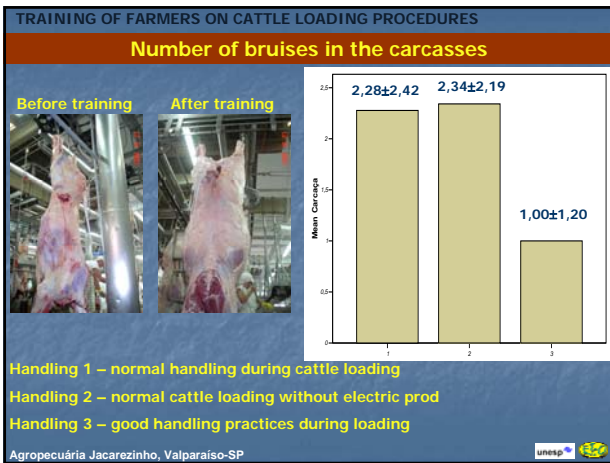 TRAINING OF FARMERS ON CATTLE LOADING PROCEDURES
Number of bruises in the carcasses
Before training
After training
Mean Carcaça
2,5
2
1,5
1
0,5
0
2,28±2,42
2,34±2,19
1,00±1,20
1
2
3
Handling 1 – normal handling during cattle loading
Handling 2 – normal cattle loading without electric prod
Handling 3 – good handling practices during loading
Agropecuária Jacarezinho, Valparaíso-SP
unesp